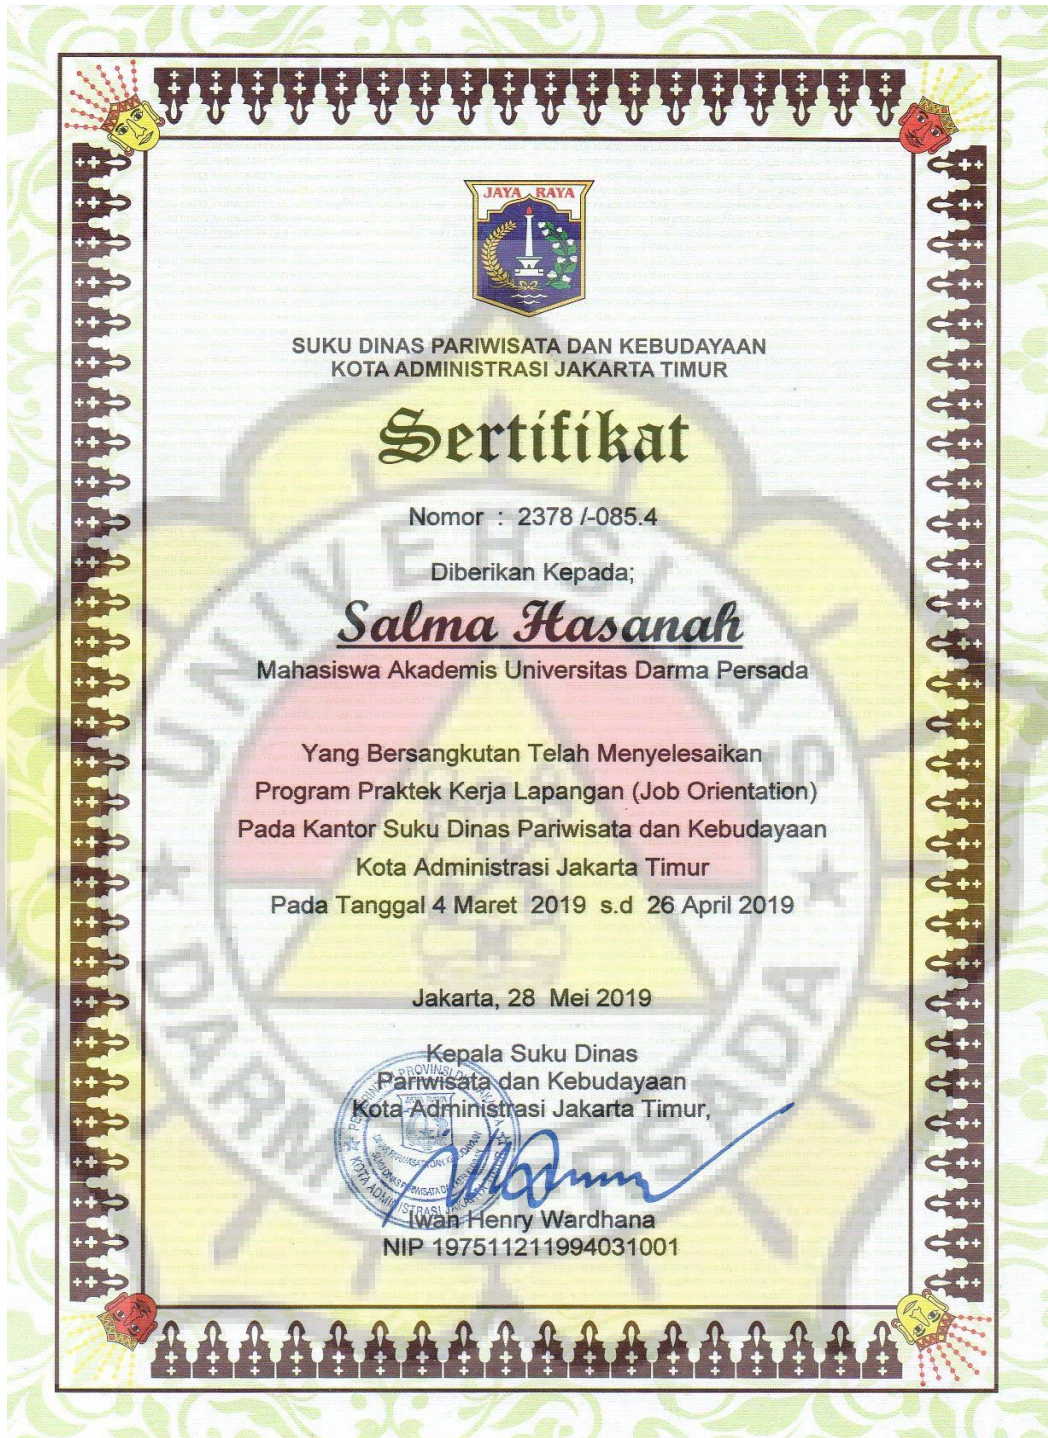 JAYA RAYA
SUKU DINAS PARIWISATA DAN KEBUDAYAAN
KOTA ADMINISTRASI JAKARTA TIMUR
Sertifikat
Nomor : 2378 /-085.4
Diberikan Kepada;
Salma Hasanah
Mahasiswa Akademis Universitas Darma Persada
Yang Bersangkutan Telah Menyelesaikan
Program Praktek Kerja Lapangan (Job Orientation)
Pada Kantor Suku Dinas Pariwisata dan Kebudayaan
Kota Administrasi Jakarta Timur
Pada Tanggal 4 Maret 2019 s.d 26 April 2019
Jakarta, 28 Mei 2019
Kepala Suku Dinas
Pariwisata dan Kebudayaan
Kota Administrasi Jakarta Timur,
Iwan Henry Wardhana
NIP 197511211994031001
UNIVERSITAS
DARMA PERSADA